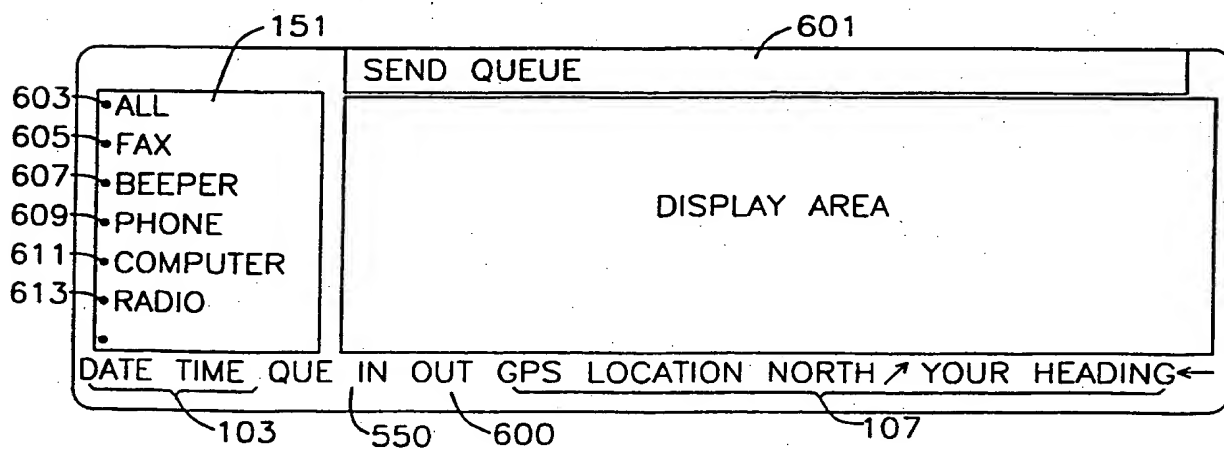 151 601
SEND QUEUE
603 •ALL
605 •FAX
607 •BEEPER
609 •PHONE
611 •COMPUTER
613 •RADIO
•
DISPLAY AREA
DATE TIME QUE IN OUT GPS LOCATION NORTH↗ YOUR HEADING←
103 550 600 107